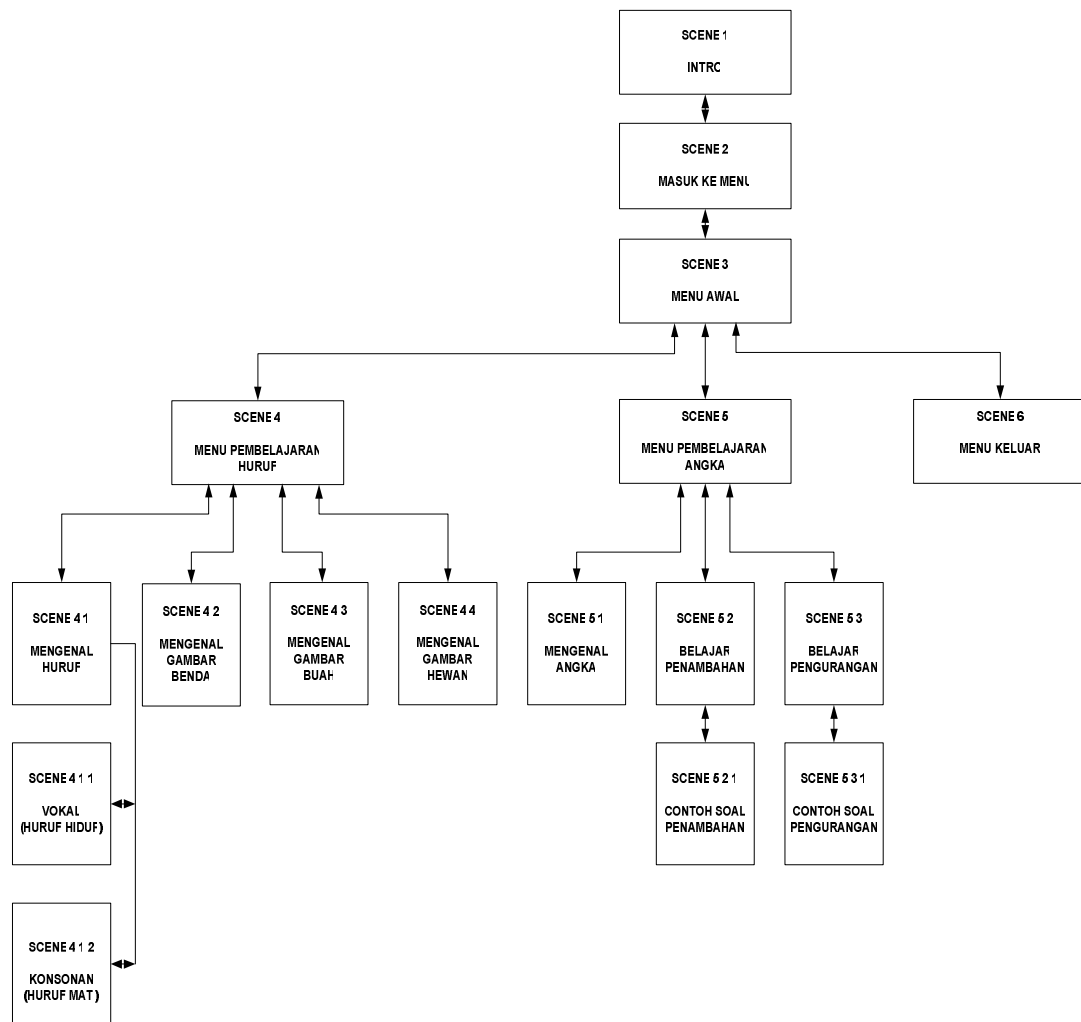 SCENE 1
INTRO
SCENE 2
MASUK KE MENU
SCENE 3
MENU AWAL
SCENE 4
MENU PEMBELAJARAN
HURUF
SCENE 5
MENU PEMBELAJARAN
ANGKA
SCENE 6
MENU KELUAR
SCENE 4 1
MENGENAL
HURUF
SCENE 4 2
MENGENAL
GAMBAR
BENDA
SCENE 4 3
MENGENAL
GAMBAR
BUAH
SCENE 4 4
MENGENAL
GAMBAR
HEWAN
SCENE 5 1
MENGENAL
ANGKA
SCENE 5 2
BELAJAR
PENAMBAHAN
SCENE 5 3
BELAJAR
PENGURANGAN
SCENE 4 1 1
VOKAL
(HURUF HIDUP)
SCENE 5 2 1
CONTOH SOAL
PENAMBAHAN
SCENE 5 3 1
CONTOH SOAL
PENGURANGAN
SCENE 4 1 2
KONSONAN
(HURUF MATI)